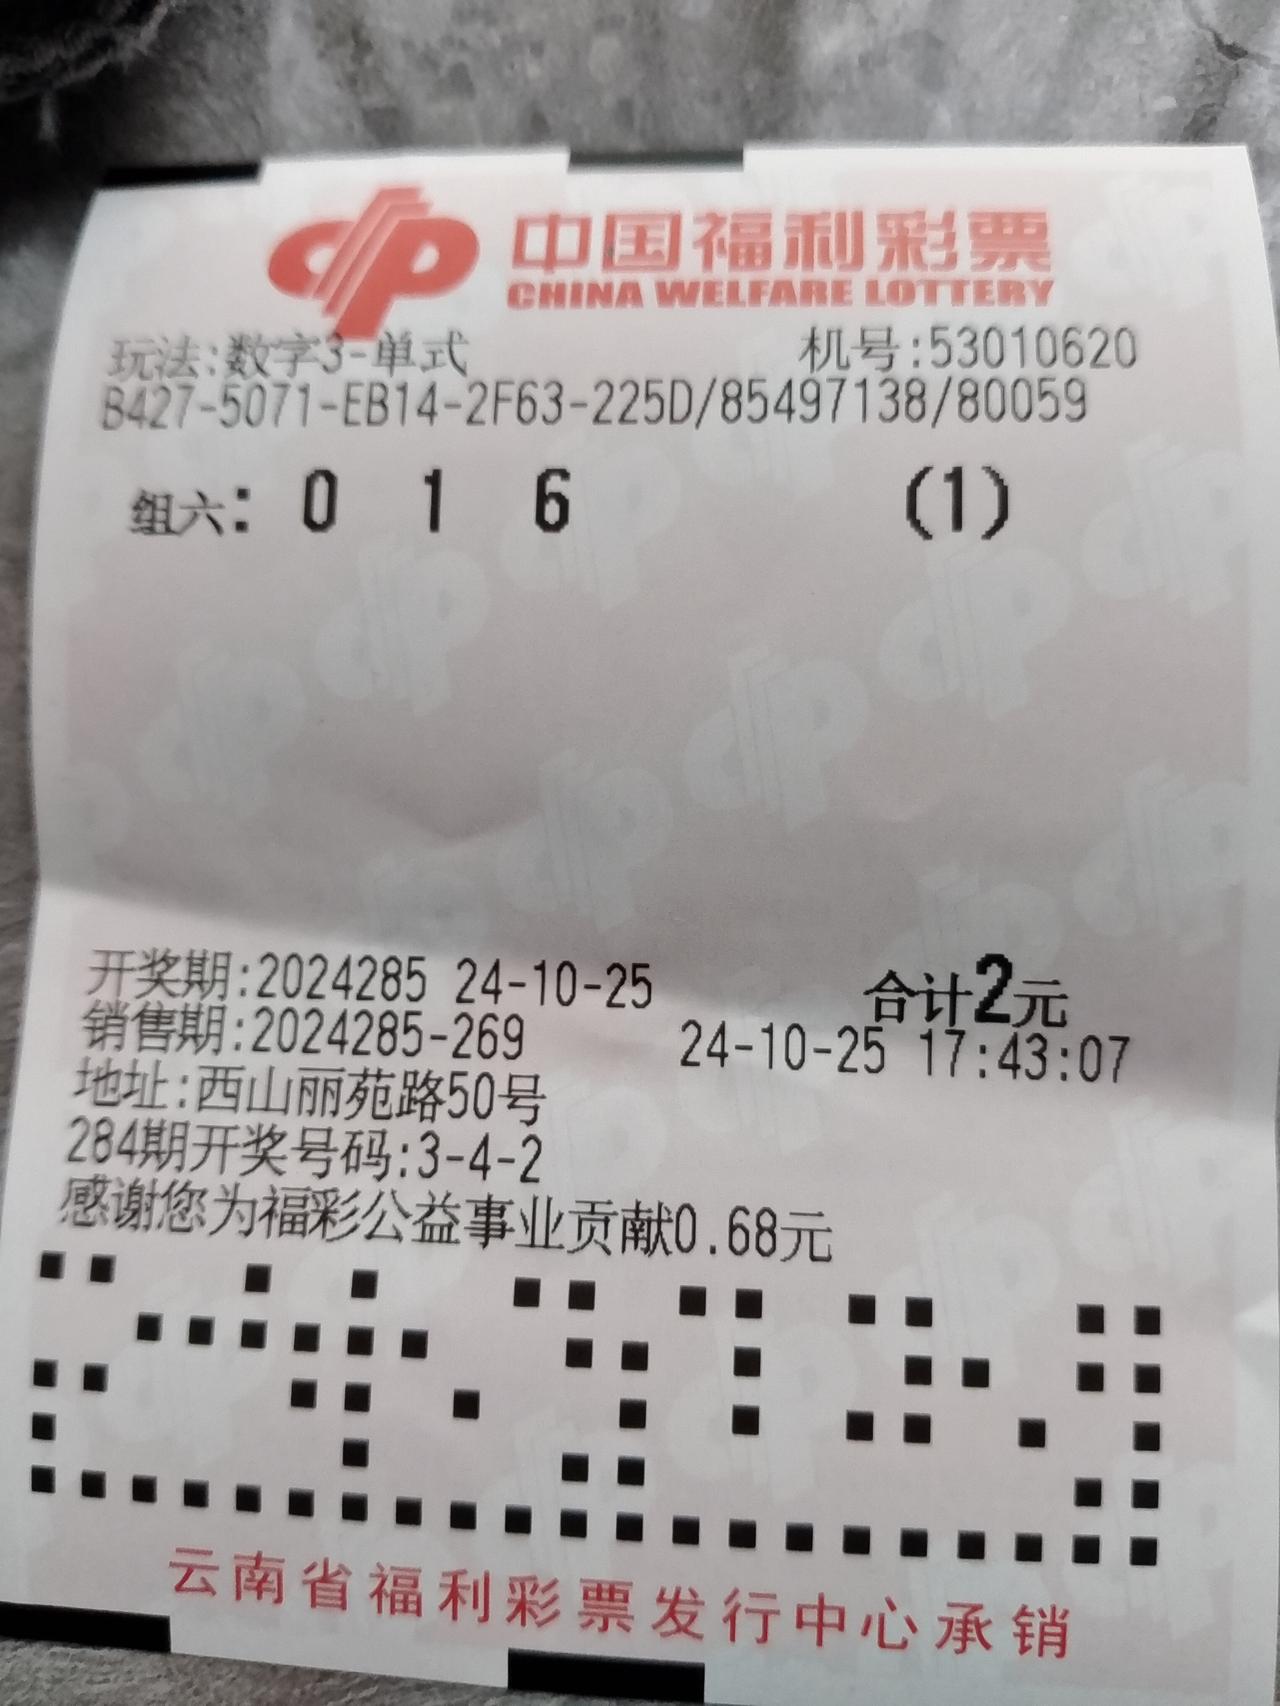 中国福利彩票
CHINA WELFARE LOTTERY
玩法:数字3-单式 机号:53010620
B427-5071-EB14-2F63-225D/85497138/80059
组六: 0 1 6 (1)
开奖期:2024285 24-10-25 合计2元
销售期:2024285-269 24-10-25 17:43:07
地址:西山丽苑路50号
284期开奖号码:3-4-2
感谢您为福彩公益事业贡献0.68元
云南省福利彩票发行中心承销